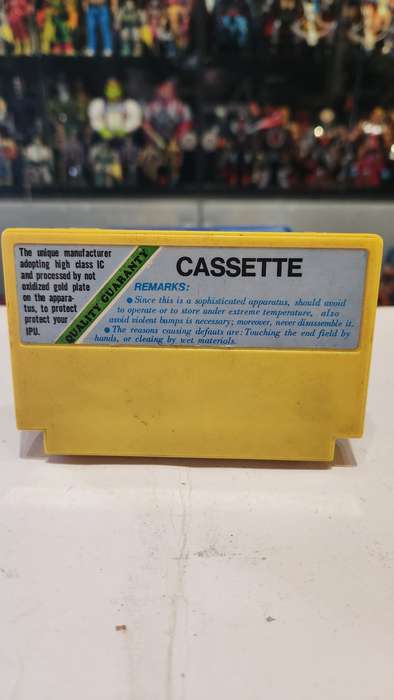 The unique manufacturer
adopting high class IC
and processed by not
oxidized gold plate
on the appara-
tus, to protect
protect your
IPU.
QUALITY GUARANTY
CASSETTE
REMARKS:
● Since this is a sophisticated apparatus, should avoid
to operate or to store under extreme temperature, also
avoid violent bumps is necessary; moreover, never disassemble it.
● The reasons causing defauts are: Touching the end field by
hands, or cleaing by wet materials.